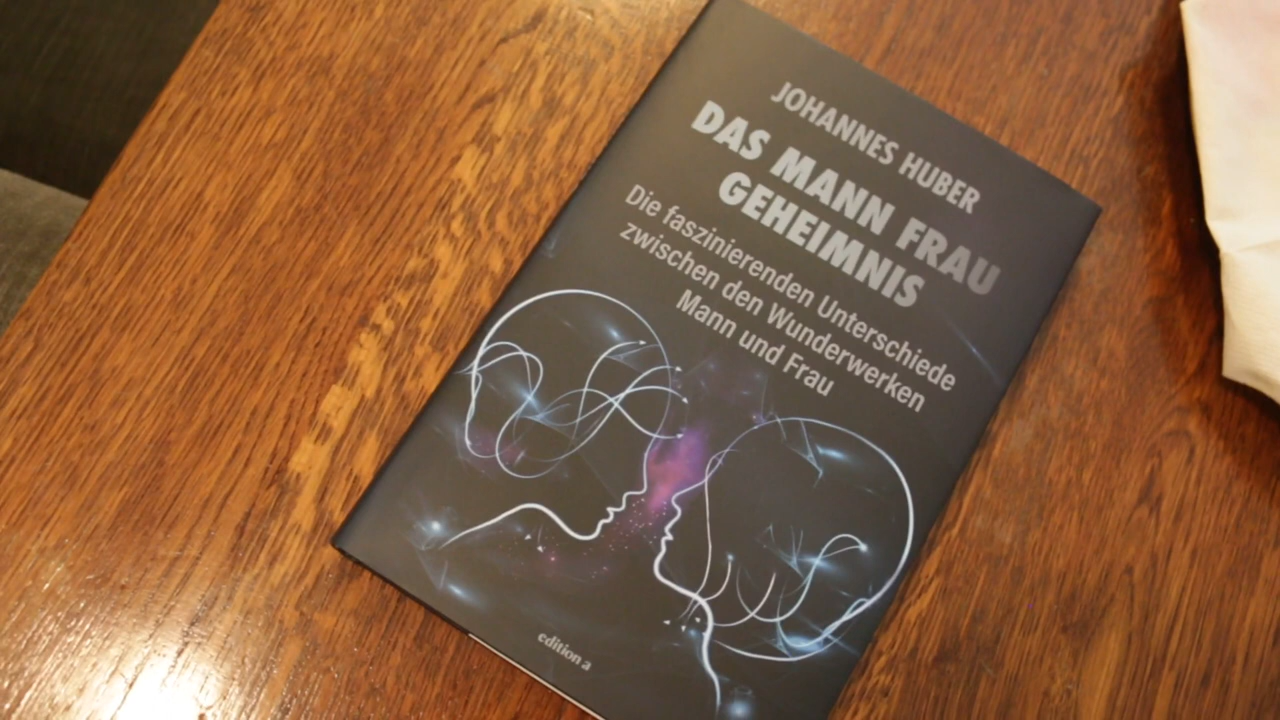 JOHANNES HUBER
DAS MANN FRAU
GEHEIMNIS
Die faszinierenden Unterschiede
zwischen den Wunderwerken
Mann und Frau
edition a